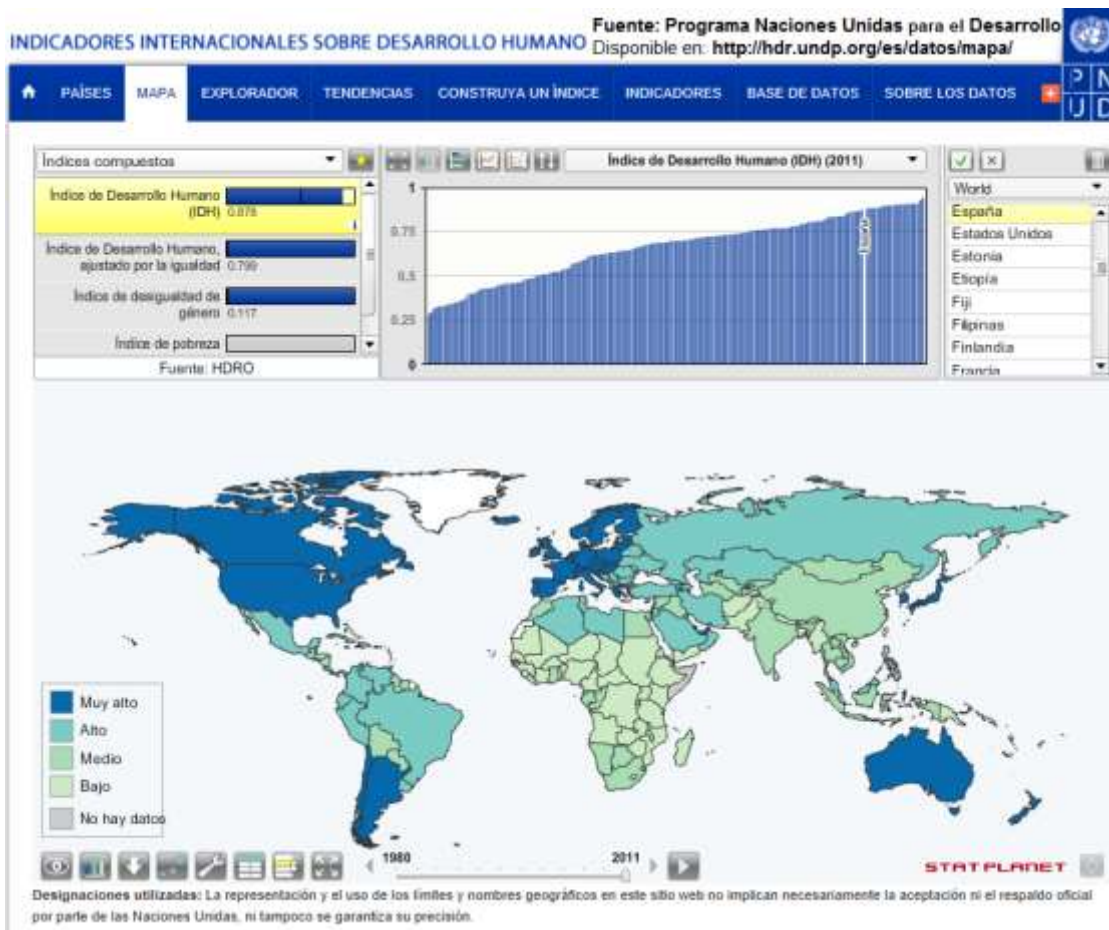 Fuente: Programa Naciones Unidas para el Desarrollo
INDICADORES INTERNACIONALES SOBRE DESARROLLO HUMANO
Disponible en: http://hdr.undp.org/es/datos/mapa/
PAÍSES MAPA EXPLORADOR TENDENCIAS CONSTRUYA UN ÌNDICE INDICADORES BASE DE DATOS SOBRE LOS DATOS
P N
U D
Índices compuestos
Índice de Desarrollo Humano (IDH) (2011)
World
Índice de Desarrollo Humano
(IDH) 0.878
Índice de Desarrollo Humano,
ajustado por la igualdad 0.799
Índice de desigualdad de
género 0.117
Índice de pobreza
Fuente: HDRO
1
0.75
0.5
0.25
0
España
Estados Unidos
Estonia
Etiopía
Fiji
Filipinas
Finlandia
Francia
Muy alto
Alto
Medio
Bajo
No hay datos
1980
2011
STATPLANET
Designaciones utilizadas: La representación y el uso de los límites y nombres geográficos en este sitio web no implican necesariamente la aceptación ni el respaldo oficial
por parte de las Naciones Unidas, ni tampoco se garantiza su precisión.